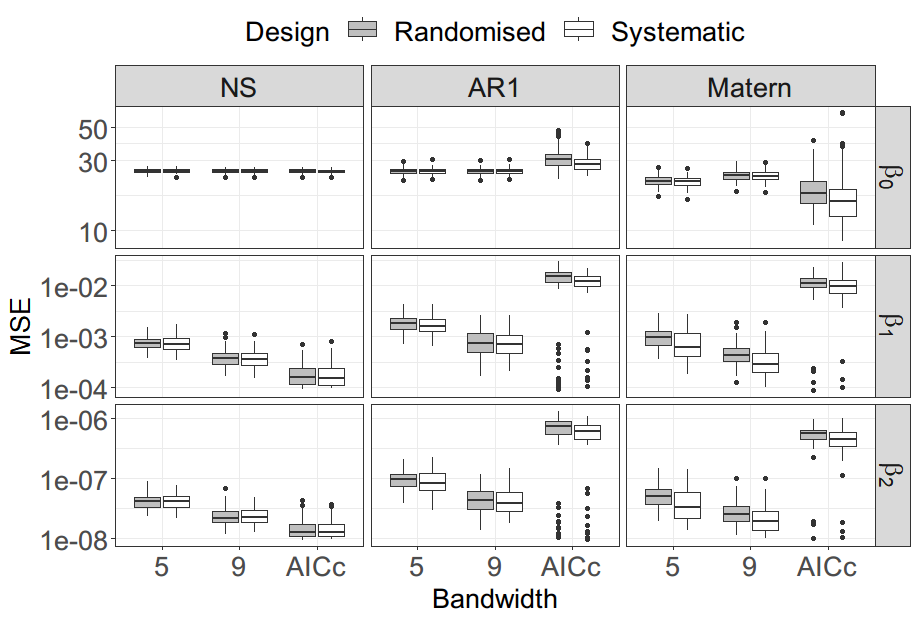 Design Randomised Systematic
NS AR1 Matern
50
30
10
β0
1e-02
1e-03
1e-04
β1
MSE
1e-06
1e-07
1e-08
β2
5 9 AICc 5 9 AICc 5 9 AICc
Bandwidth